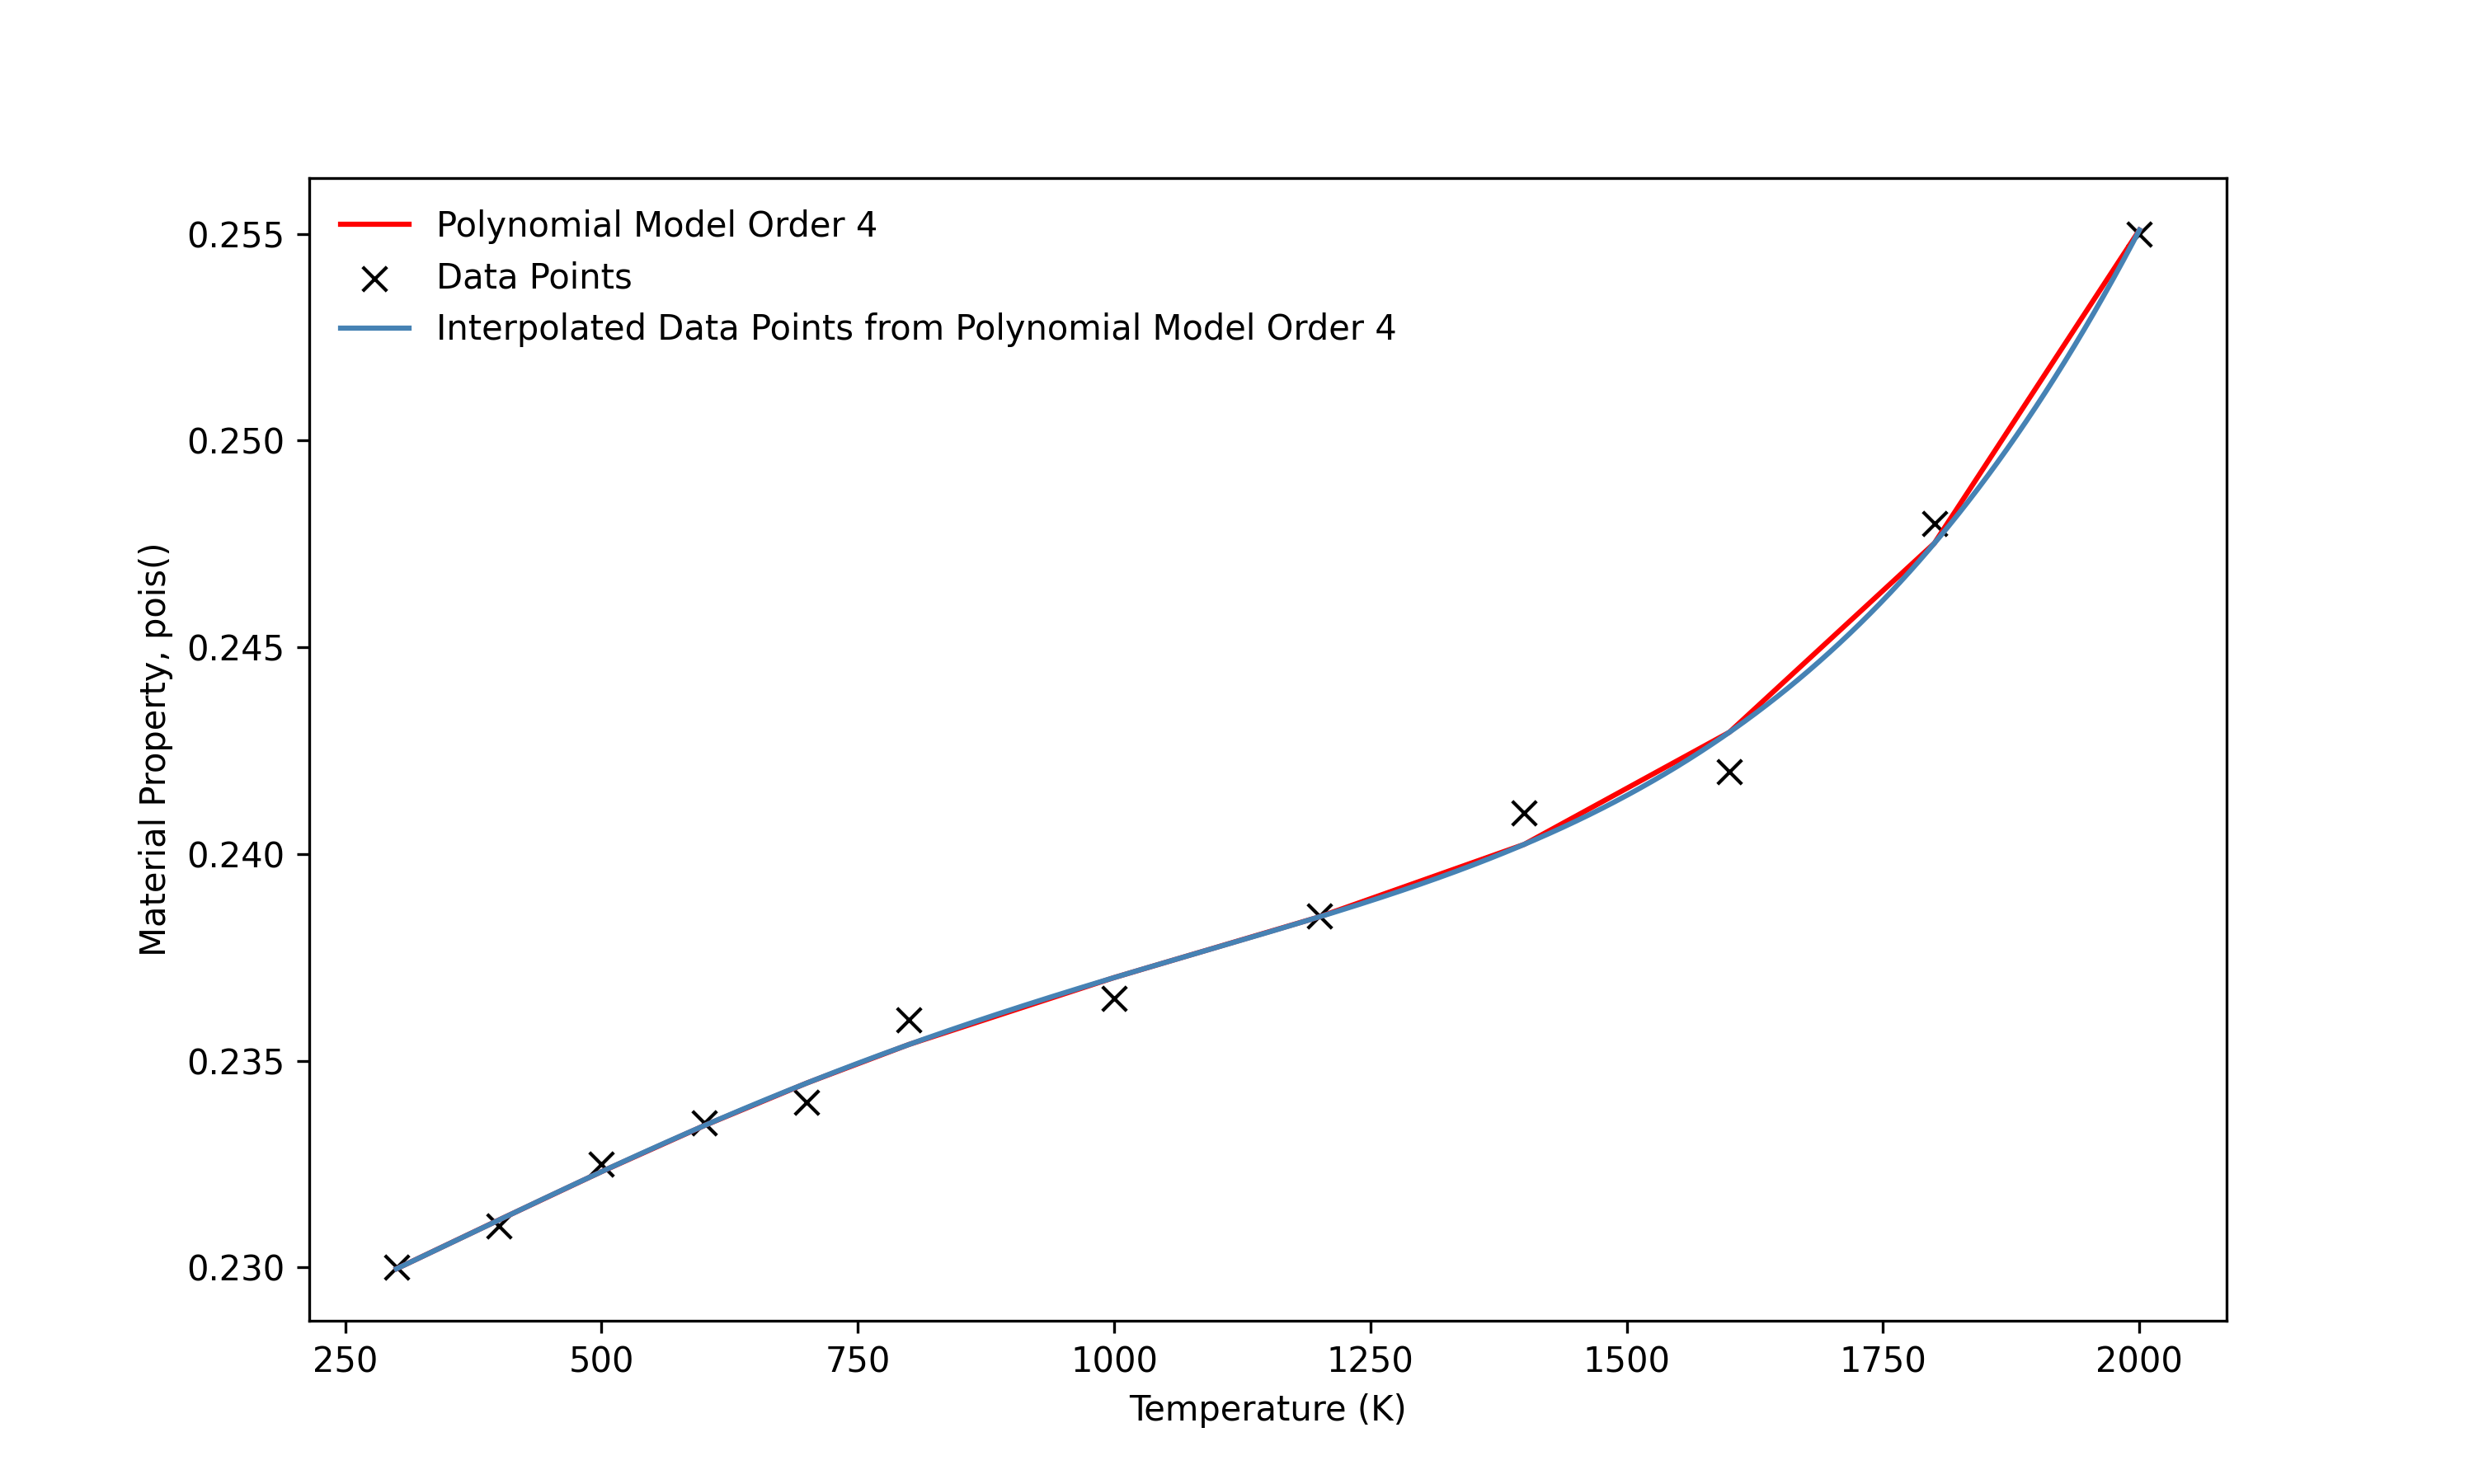 Polynomial Model Order 4
Data Points
Interpolated Data Points from Polynomial Model Order 4
0.255
0.250
0.245
0.240
0.235
0.230
Material Property, pois()
250 500 750 1000 1250 1500 1750 2000
Temperature (K)